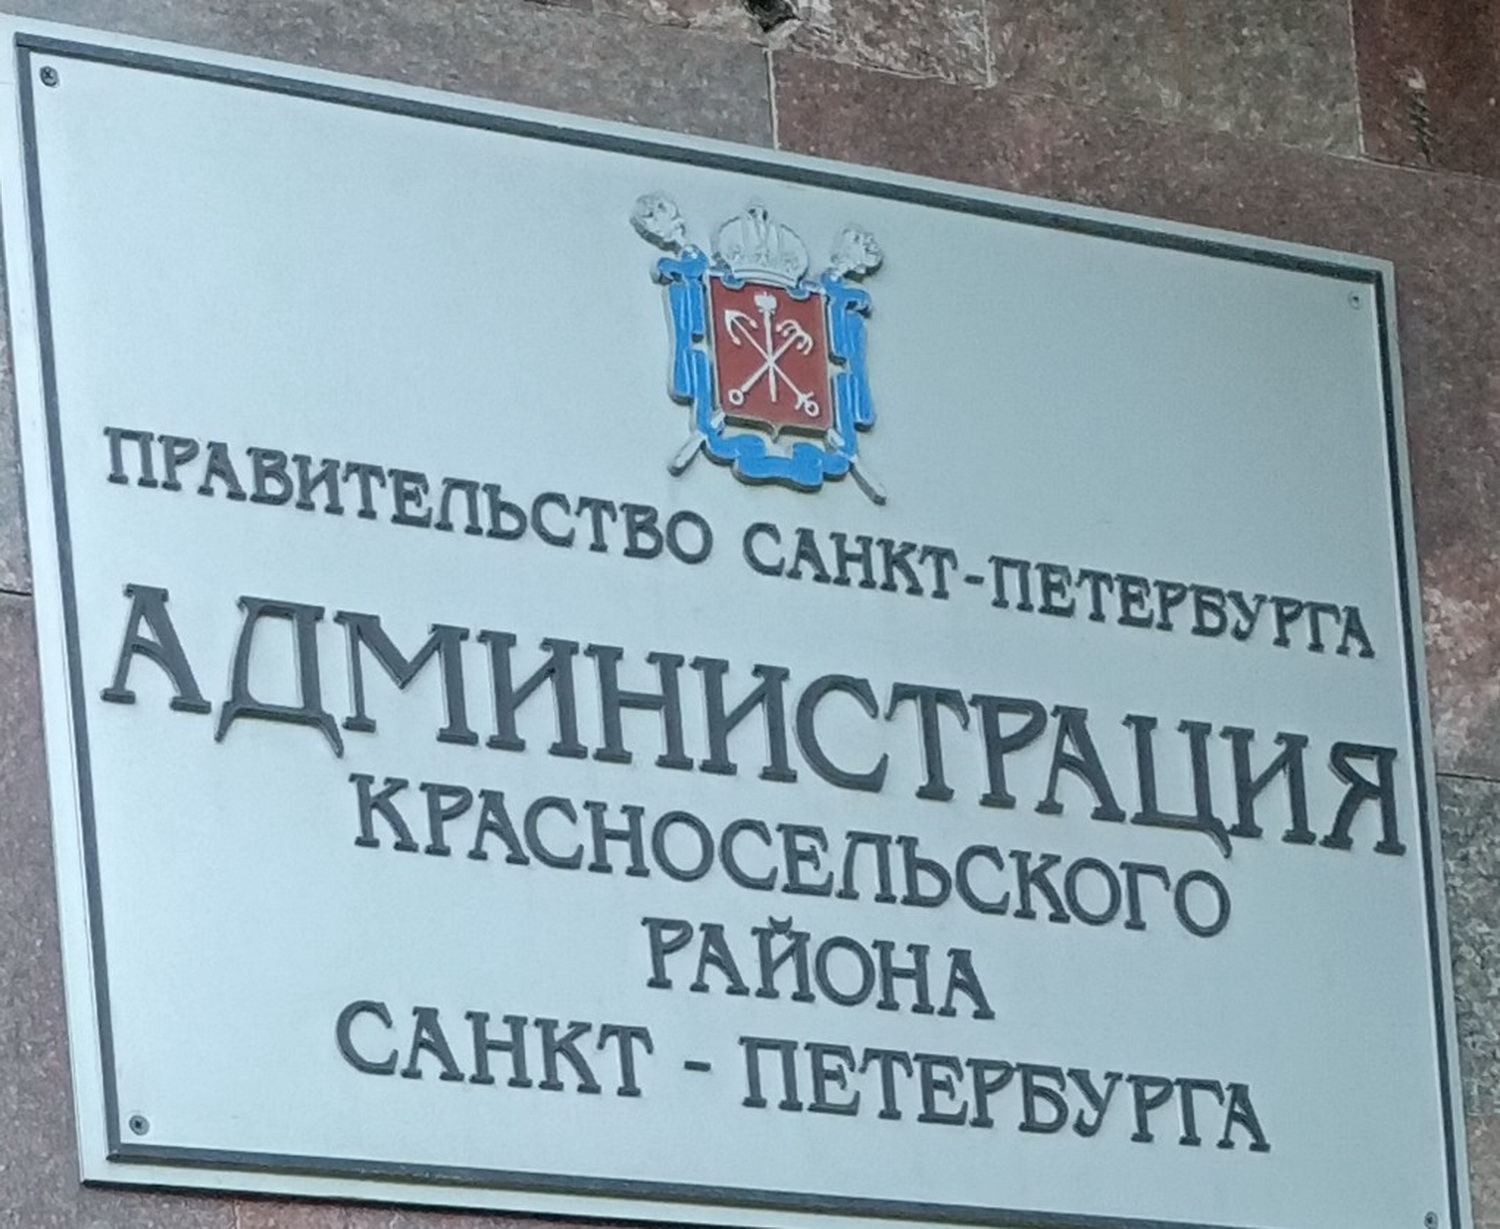 ПРАВИТЕЛЬСТВО САНКТ-ПЕТЕРБУРГА
АДМИНИСТРАЦИЯ
КРАСНОСЕЛЬСКОГО
РАЙОНА
САНКТ - ПЕТЕРБУРГА